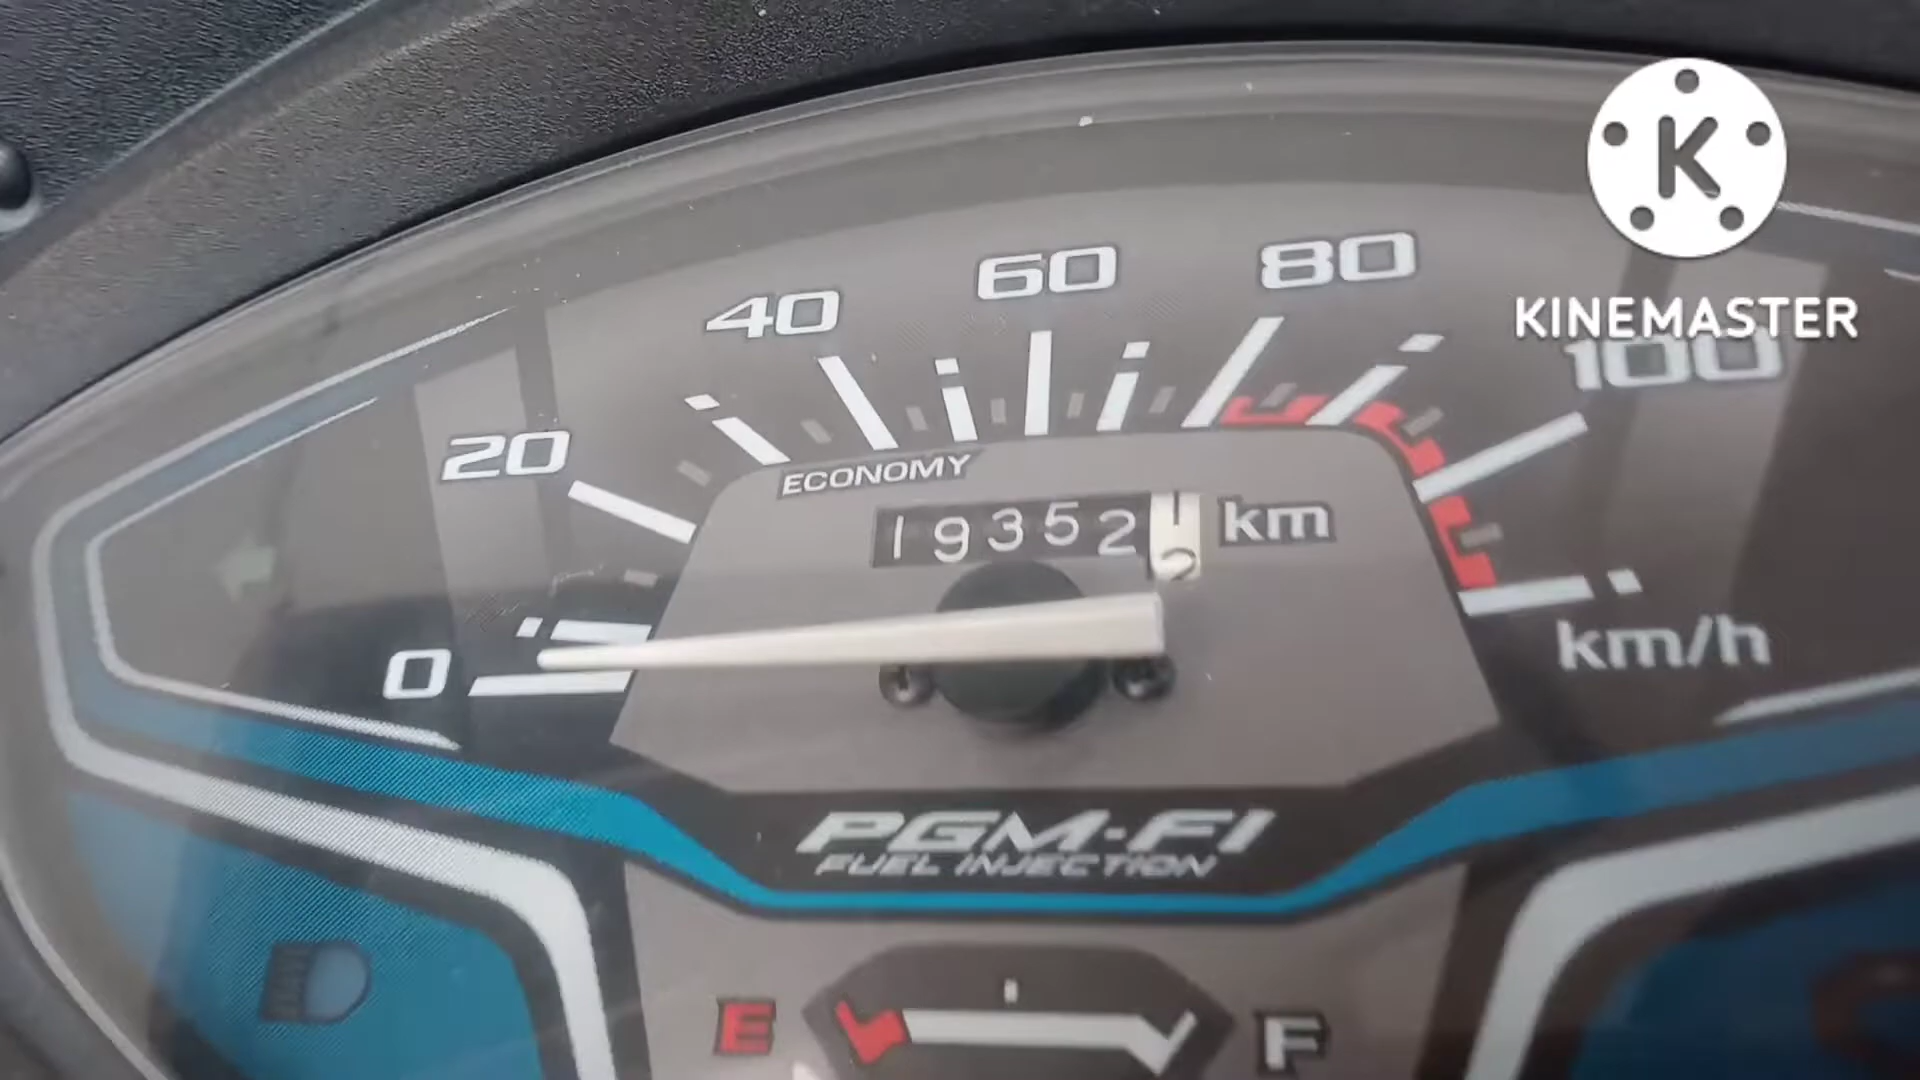 K
KINEMASTER
0
20
40
60
80
100
km/h
ECONOMY
19352 km
PGM-FI
FUEL INJECTION
E
F